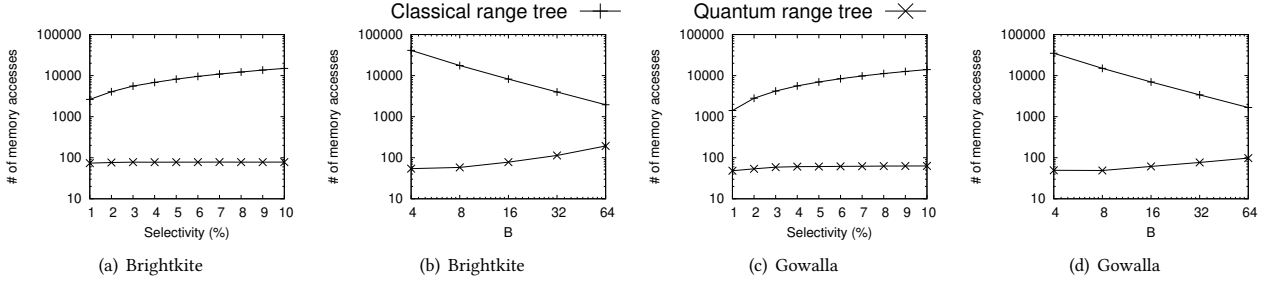 Classical range tree
Quantum range tree
# of memory accesses
100000
10000
1000
100
10
1 2 3 4 5 6 7 8 9 10
Selectivity (%)
(a) Brightkite
# of memory accesses
100000
10000
1000
100
10
4 8 16 32 64
B
(b) Brightkite
# of memory accesses
100000
10000
1000
100
10
1 2 3 4 5 6 7 8 9 10
Selectivity (%)
(c) Gowalla
# of memory accesses
100000
10000
1000
100
10
4 8 16 32 64
B
(d) Gowalla